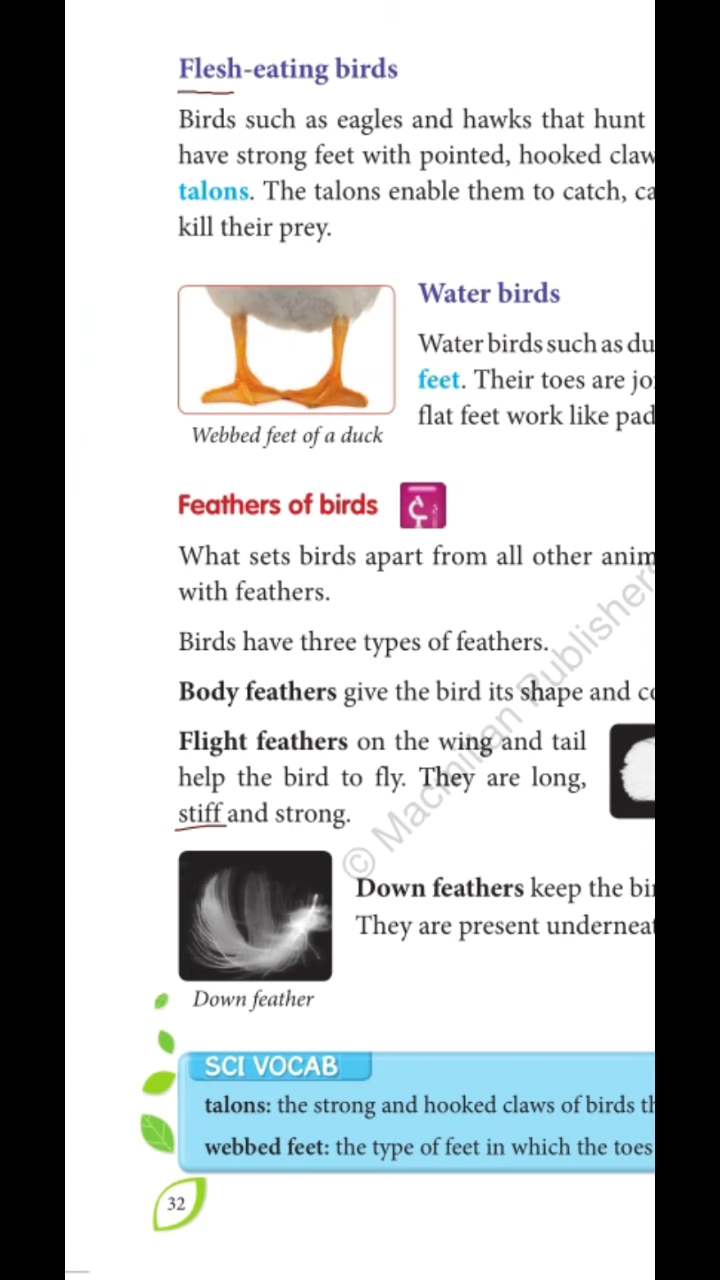 Flesh-eating birds
Birds such as eagles and hawks that hunt
have strong feet with pointed, hooked claw
talons. The talons enable them to catch, ca
kill their prey.
Water birds
Water birds such as du
feet. Their toes are jo
flat feet work like pad
Webbed feet of a duck
Feathers of birds
What sets birds apart from all other anim
with feathers.
Birds have three types of feathers.
Body feathers give the bird its shape and co
Flight feathers on the wing and tail
help the bird to fly. They are long,
stiff and strong.
© Macmillan Publishers
Down feathers keep the bir
They are present underneat
Down feather
SCI VOCAB
talons: the strong and hooked claws of birds th
webbed feet: the type of feet in which the toes
32